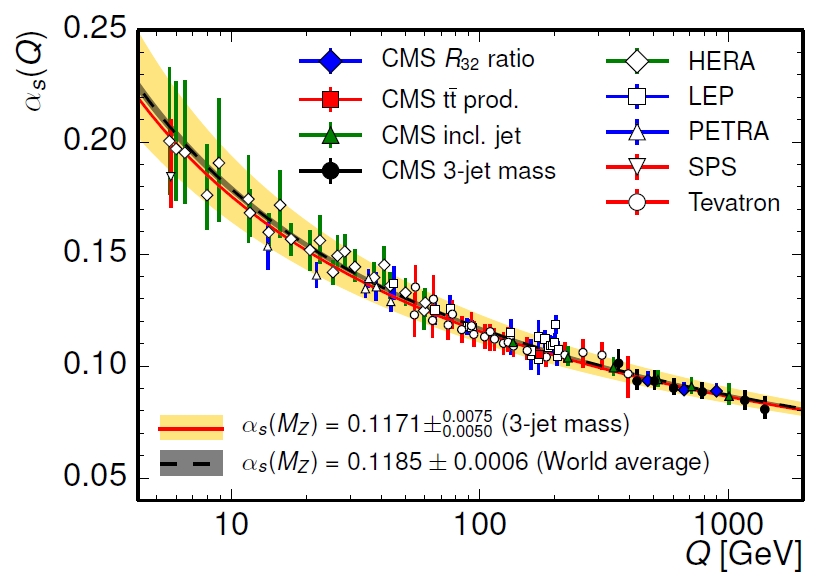 0.25
0.20
0.15
0.10
0.05
αs(Q)
CMS R32 ratio
CMS tt̄ prod.
CMS incl. jet
CMS 3-jet mass
HERA
LEP
PETRA
SPS
Tevatron
αs(MZ) = 0.1171±0.0075 0.0050 (3-jet mass)
αs(MZ) = 0.1185 ± 0.0006 (World average)
10 100 1000
Q [GeV]